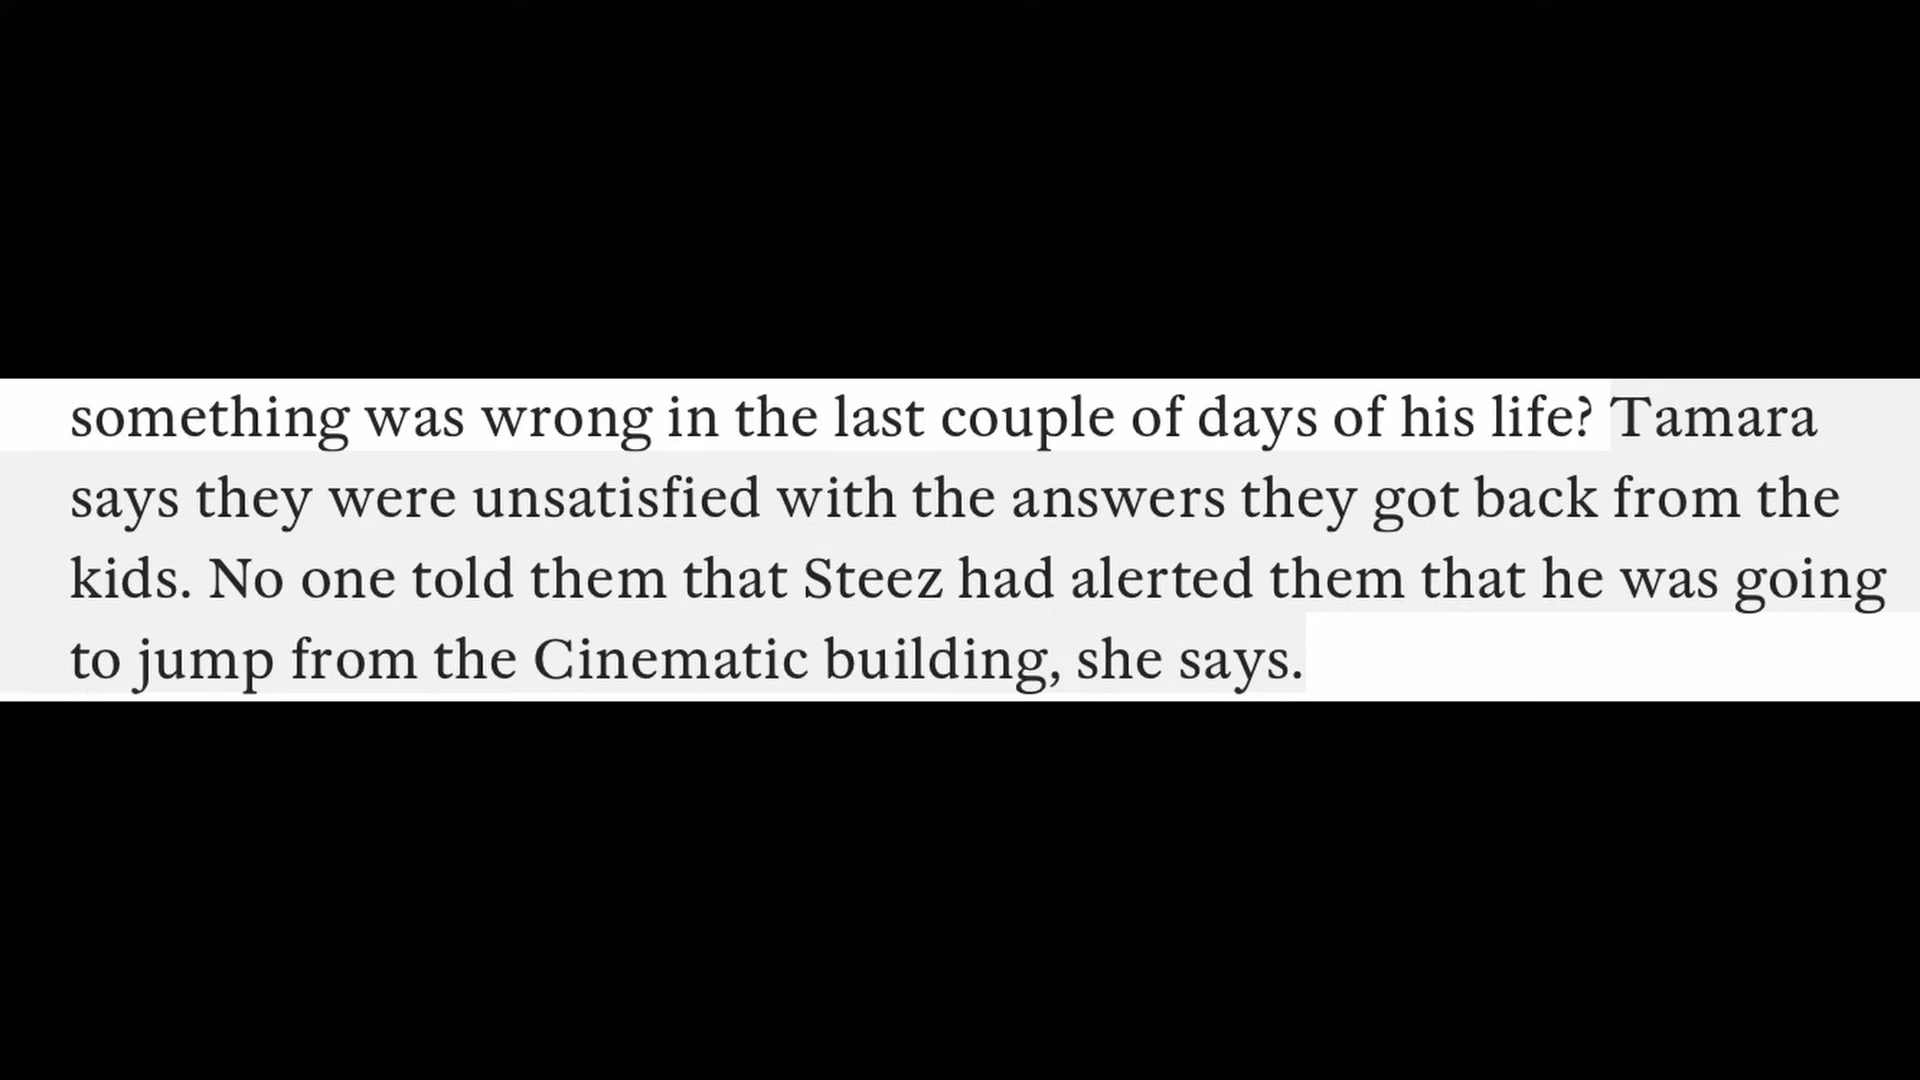 something was wrong in the last couple of days of his life? Tamara
says they were unsatisfied with the answers they got back from the
kids. No one told them that Steez had alerted them that he was going
to jump from the Cinematic building, she says.